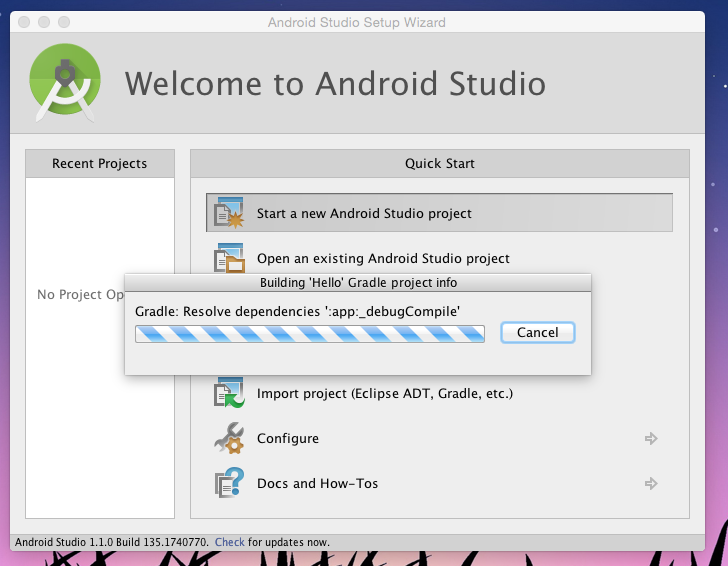 Android Studio Setup Wizard
Welcome to Android Studio
Recent Projects
No Project Op
Quick Start
Start a new Android Studio project
Open an existing Android Studio project
Building 'Hello' Gradle project info
Gradle: Resolve dependencies ':app:_debugCompile'
Cancel
Import project (Eclipse ADT, Gradle, etc.)
Configure
Docs and How-Tos
Android Studio 1.1.0 Build 135.1740770. Check for updates now.